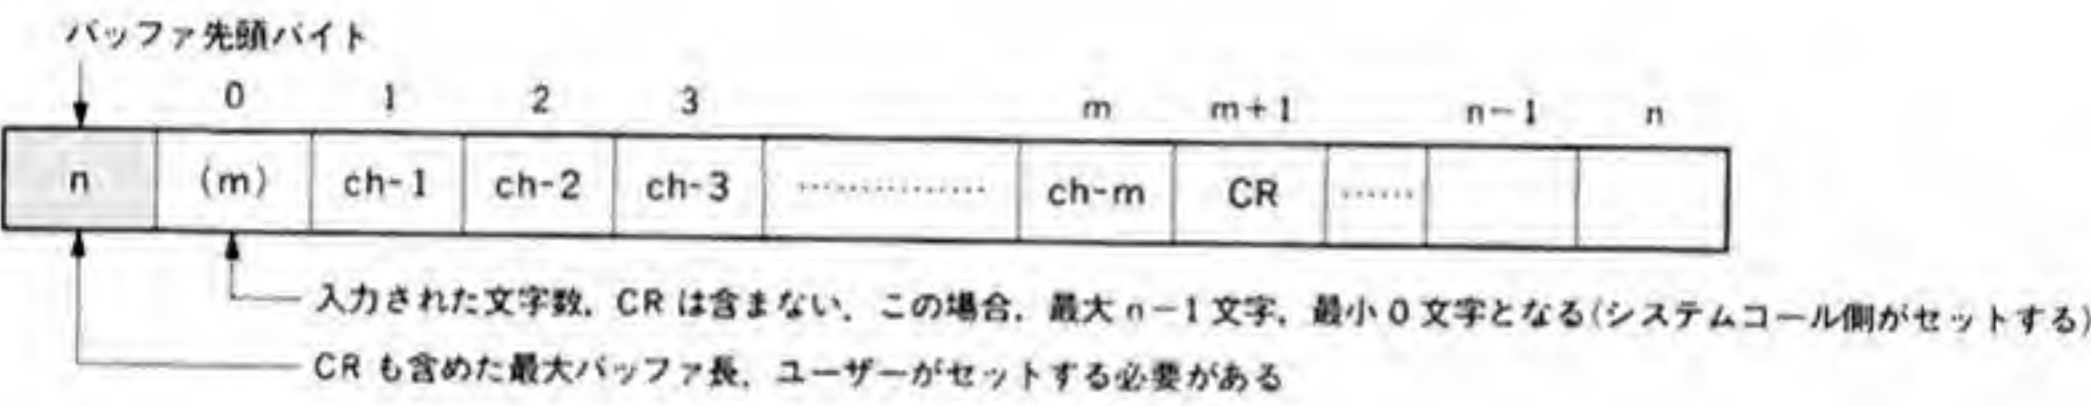 バッファ先頭バイト
0 1 2 3 m m+1 n-1 n
n (m) ch-1 ch-2 ch-3 ‥‥‥‥‥‥‥ ch-m CR ‥‥‥
入力された文字数, CR は含まない, この場合, 最大 n-1 文字, 最小 0 文字となる(システムコール側がセットする)
CR も含めた最大バッファ長, ユーザーがセットする必要がある